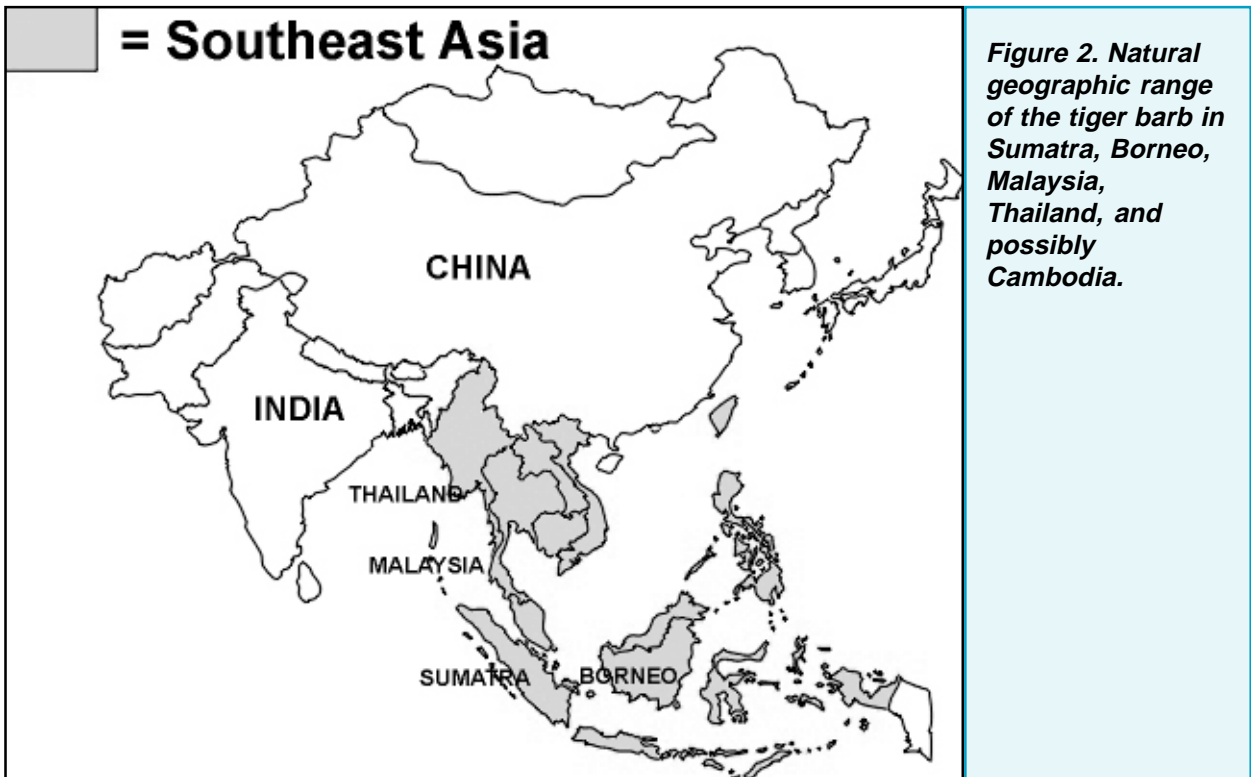 = Southeast Asia
CHINA
INDIA
THAILAND
MALAYSIA
SUMATRA
BORNEO
Figure 2. Natural
geographic range
of the tiger barb in
Sumatra, Borneo,
Malaysia,
Thailand, and
possibly
Cambodia.